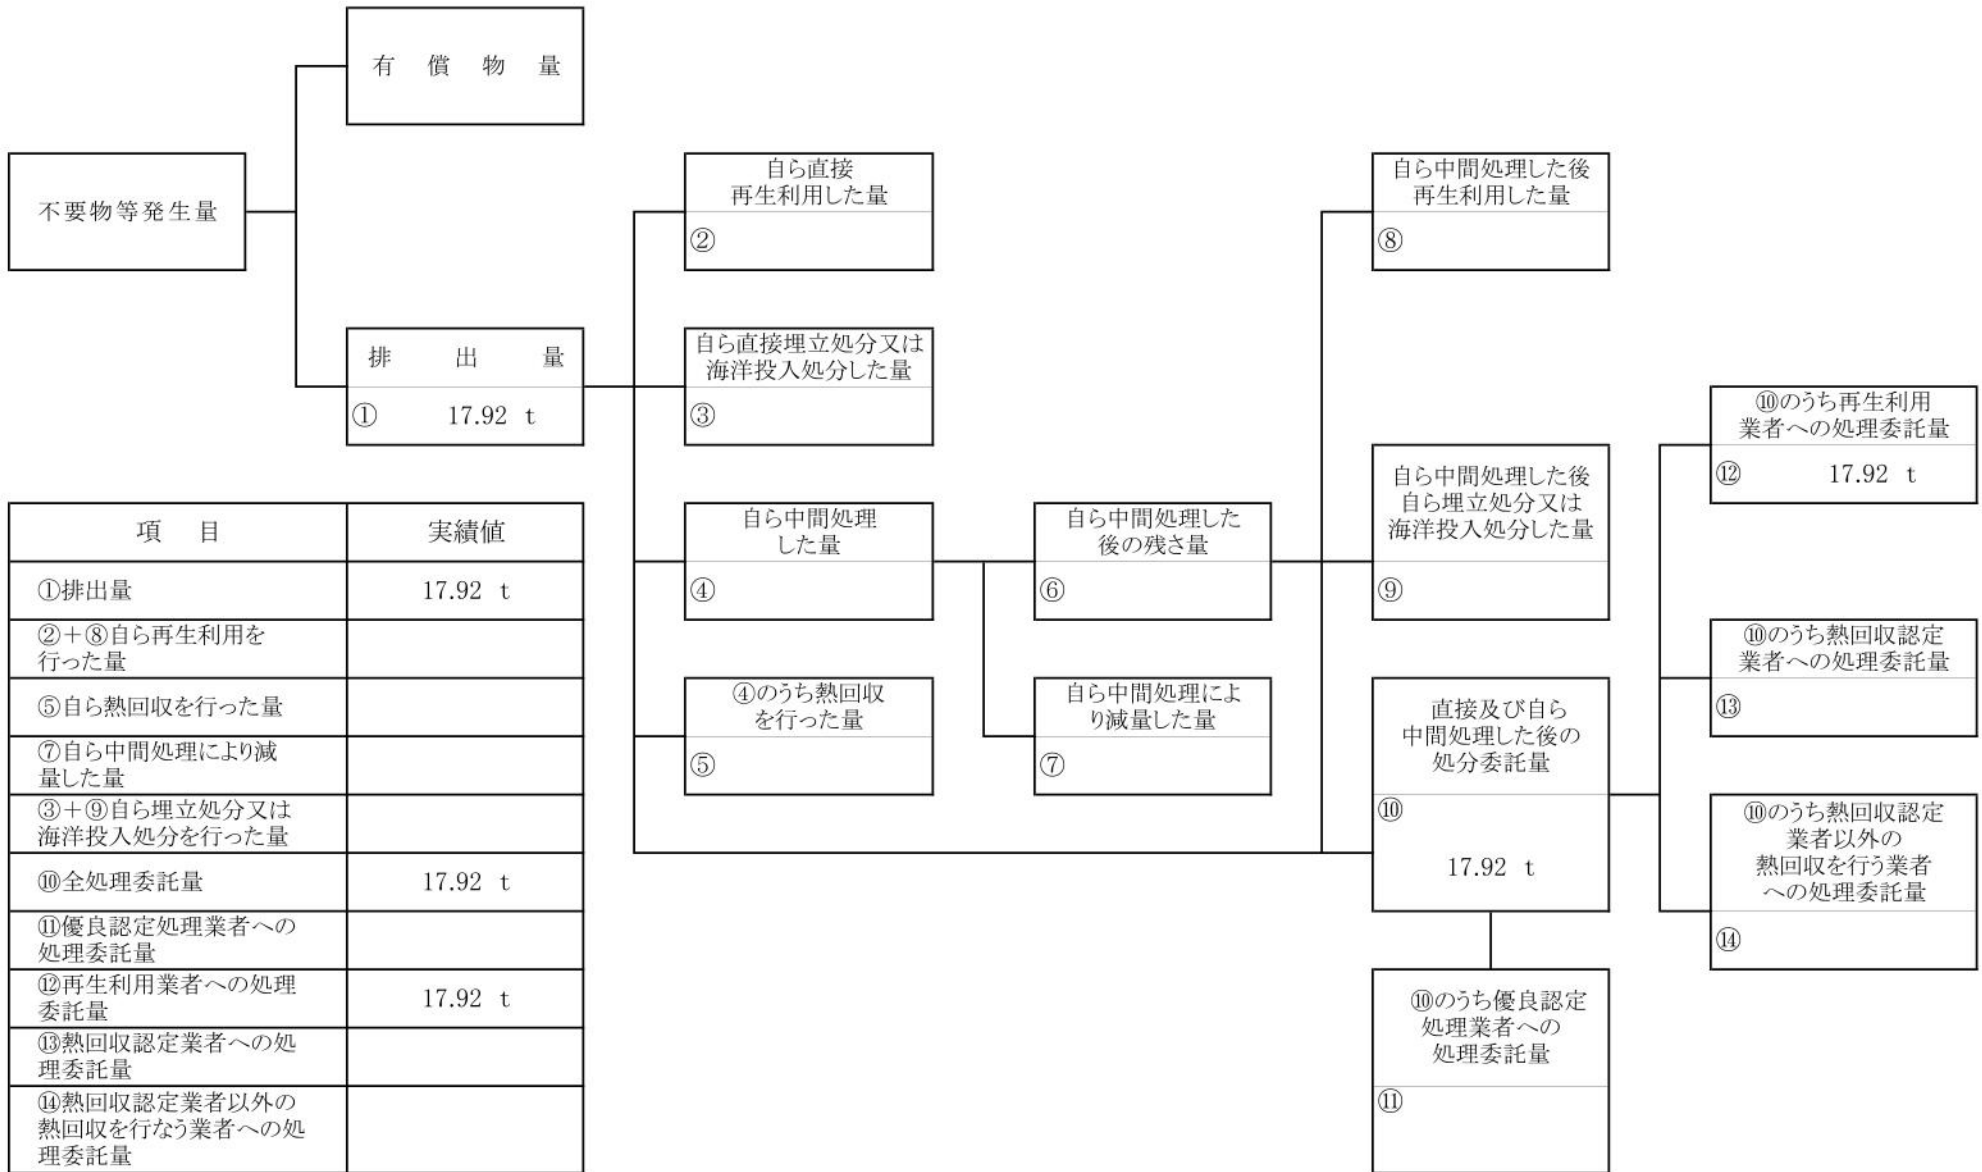 有償物量
不要物等発生量
排出量
① 17.92 t
自ら直接
再生利用した量
②
自ら直接埋立処分又は
海洋投入処分した量
③
自ら中間処理
した量
④
④のうち熱回収
を行った量
⑤
自ら中間処理した
後の残さ量
⑥
自ら中間処理によ
り減量した量
⑦
自ら中間処理した後
再生利用した量
⑧
自ら中間処理した後
自ら埋立処分又は
海洋投入処分した量
⑨
直接及び自ら
中間処理した後の
処分委託量
⑩
17.92 t
⑩のうち優良認定
処理業者への
処理委託量
⑪
⑩のうち再生利用
業者への処理委託量
⑫ 17.92 t
⑩のうち熱回収認定
業者への処理委託量
⑬
⑩のうち熱回収認定
業者以外の
熱回収を行う業者
への処理委託量
⑭
項目 実績値
①排出量 17.92 t
②+⑧自ら再生利用を
行った量
⑤自ら熱回収を行った量
⑦自ら中間処理により減
量した量
③+⑨自ら埋立処分又は
海洋投入処分を行った量
⑩全処理委託量 17.92 t
⑪優良認定処理業者への
処理委託量
⑫再生利用業者への処理
委託量 17.92 t
⑬熱回収認定業者への処
理委託量
⑭熱回収認定業者以外の
熱回収を行なう業者への処
理委託量